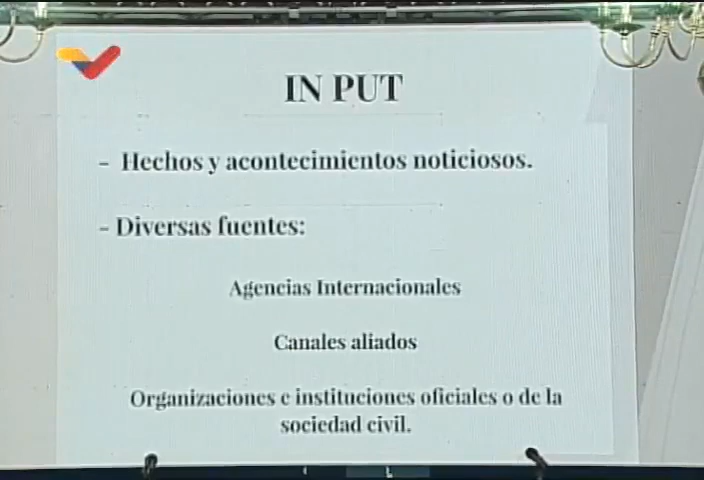 IN PUT
- Hechos y acontecimientos noticiosos.
- Diversas fuentes:
Agencias Internacionales
Canales aliados
Organizaciones e instituciones oficiales o de la
sociedad civil.